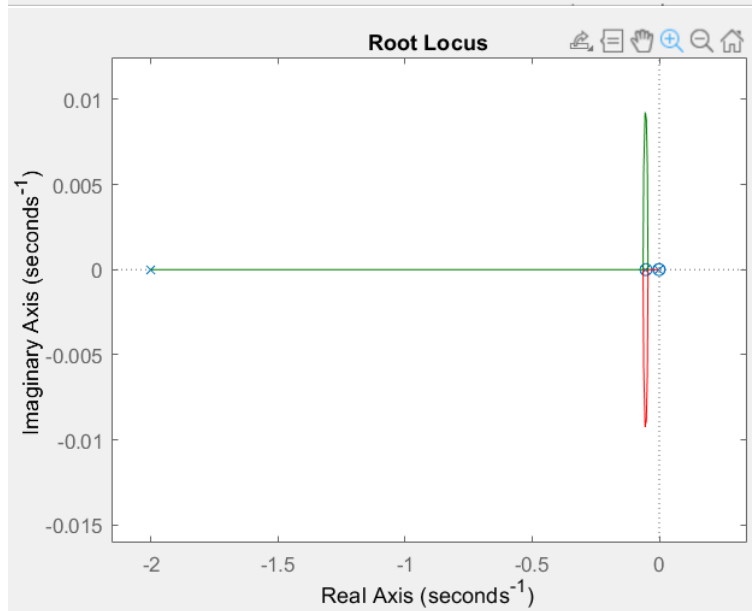 Root Locus
0.01
0.005
0
-0.005
-0.01
-0.015
Imaginary Axis (seconds⁻¹)
-2 -1.5 -1 -0.5 0
Real Axis (seconds⁻¹)